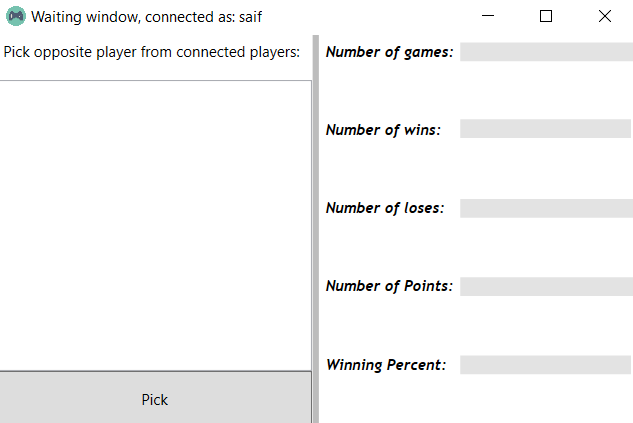 Waiting window, connected as: saif
Pick opposite player from connected players:
Pick
Number of games:
Number of wins:
Number of loses:
Number of Points:
Winning Percent: